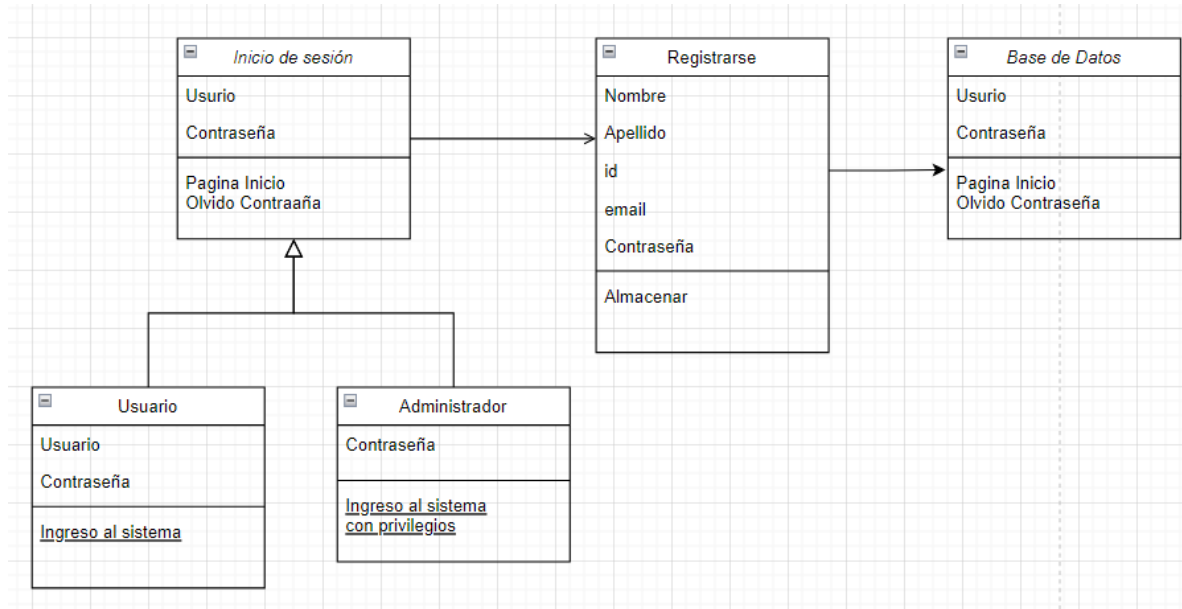 Inicio de sesión
Usurio
Contraseña
Pagina Inicio
Olvido Contraaña
Registrarse
Nombre
Apellido
id
email
Contraseña
Almacenar
Base de Datos
Usurio
Contraseña
Pagina Inicio
Olvido Contraseña
Usuario
Usuario
Contraseña
Ingreso al sistema
Administrador
Contraseña
Ingreso al sistema
con privilegios